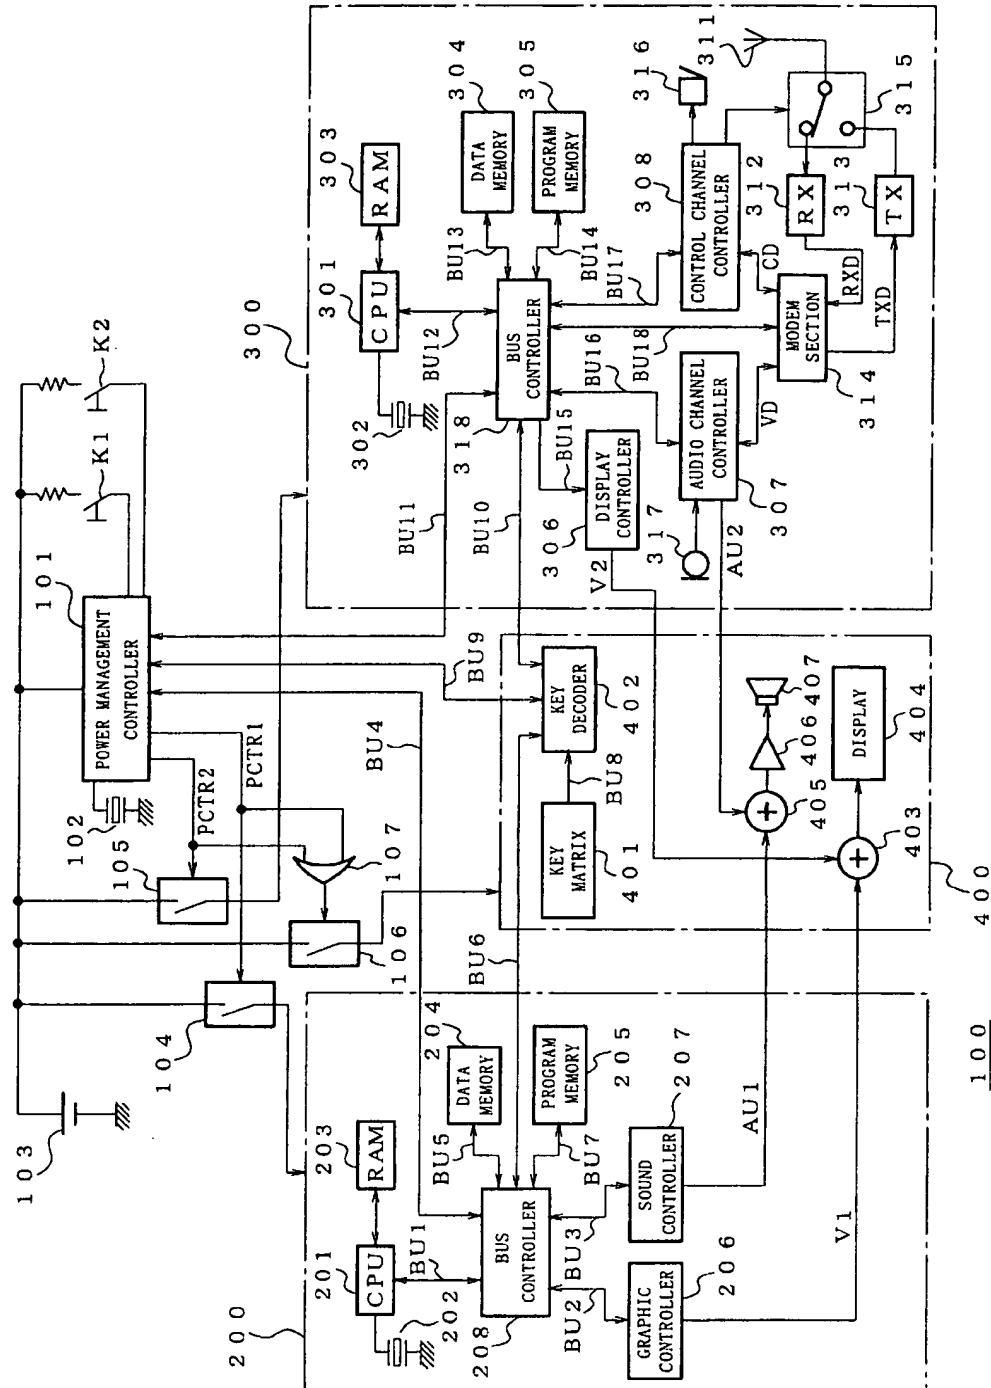 100
103
104
105
102
101
POWER MANAGEMENT
CONTROLLER
K1
K2
PCTR2
PCTR1
107
106
200
201
CPU
202
203
RAM
BU1
BU4
204
DATA
MEMORY
BU5
BUS
CONTROLLER
208
BU6
205
PROGRAM
MEMORY
BU7
BU2
BU3
207
SOUND
CONTROLLER
206
GRAPHIC
CONTROLLER
AU1
V1
400
401
KEY
MATRIX
BU8
402
KEY
DECODER
BU9
405
406
407
403
404
DISPLAY
300
301
CPU
302
303
RAM
BU12
BU11
BU10
318
BUS
CONTROLLER
BU13
304
DATA
MEMORY
BU14
305
PROGRAM
MEMORY
BU15
306
DISPLAY
CONTROLLER
V2
BU16
BU18
BU17
317
307
AUDIO CHANNEL
CONTROLLER
AU2
308
CONTROL CHANNEL
CONTROLLER
316
311
315
VD
CD
314
MODEM
SECTION
RXD
TXD
312
RX
313
TX